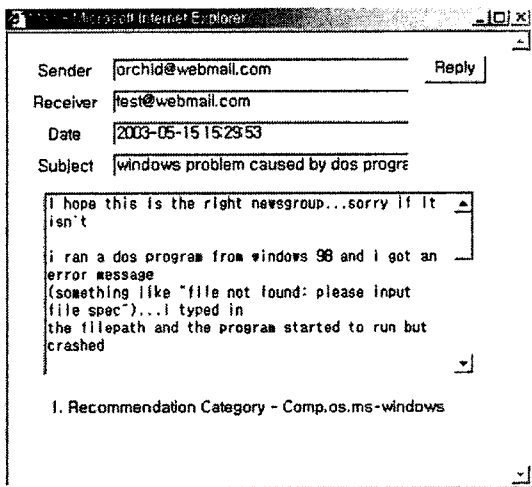 - Microsoft Internet Explorer
Sender orchid@webmail.com Reply
Receiver test@webmail.com
Date 2003-05-15 15:29:53
Subject windows problem caused by dos progra
I hope this is the right newsgroup...sorry if it
isn't
i ran a dos program from windows 98 and i got an
error message
(something like "file not found: please input
file spec")...i typed in
the filepath and the program started to run but
crashed
1. Recommendation Category - Comp.os.ms-windows